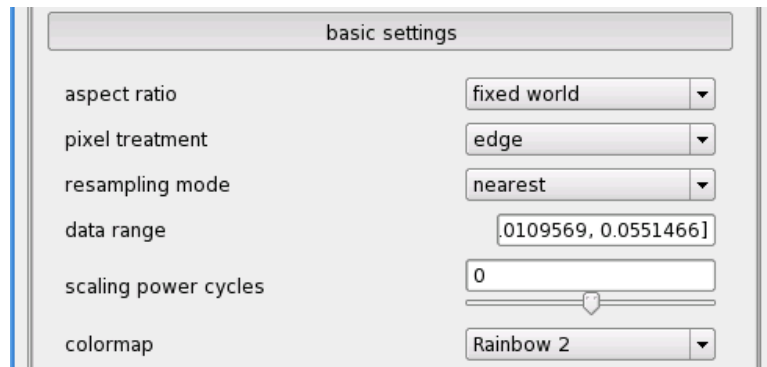 basic settings
aspect ratio fixed world
pixel treatment edge
resampling mode nearest
data range .0109569, 0.0551466]
scaling power cycles 0
colormap Rainbow 2